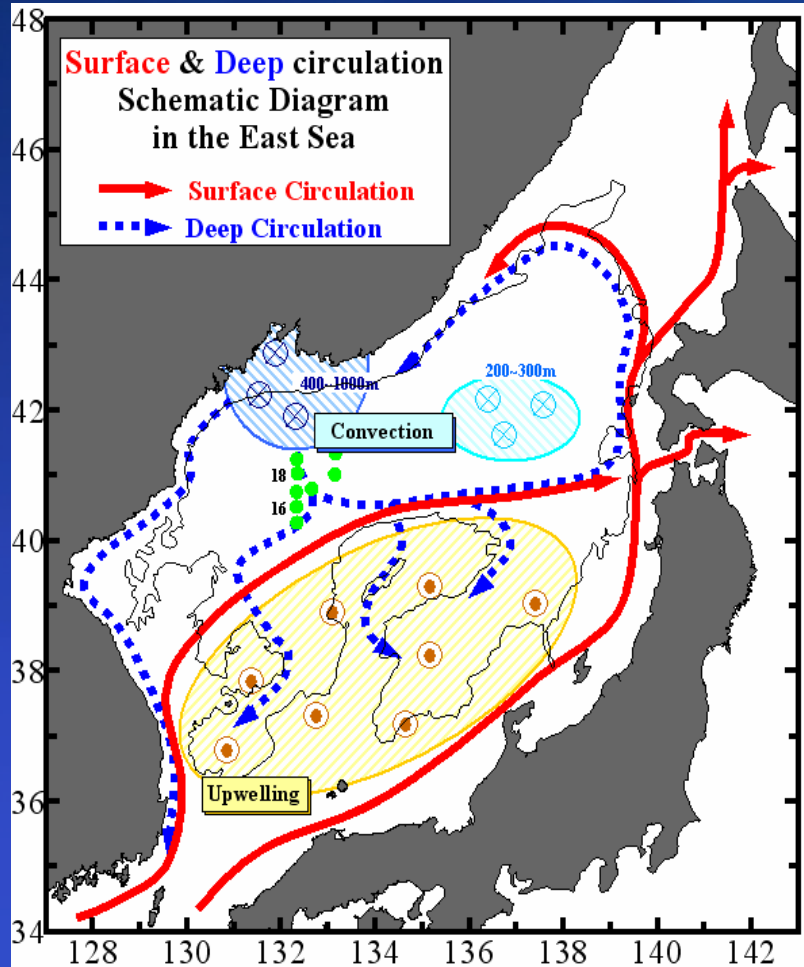 Surface & Deep circulation
Schematic Diagram
in the East Sea
Surface Circulation
Deep Circulation
48
46
44
42
40
38
36
34
400~1000m
200~300m
Convection
18
16
Upwelling
128
130
132
134
136
138
140
142